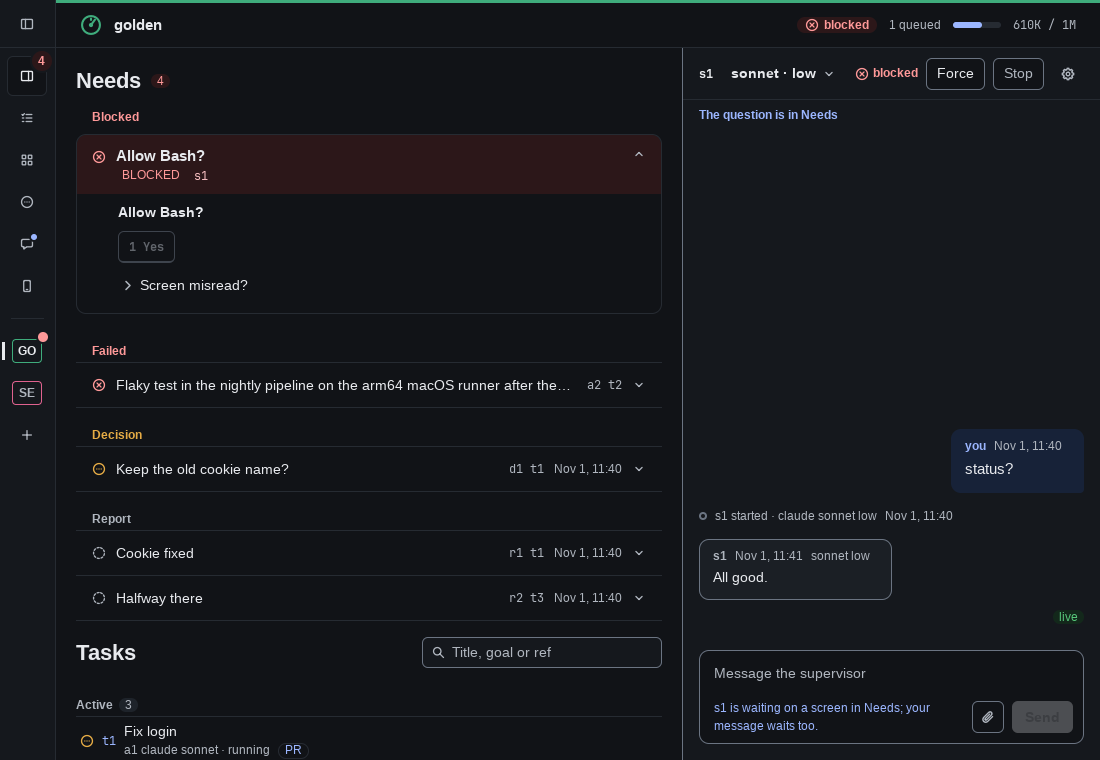 golden
blocked
1 queued
610K / 1M
4
Needs 4
Blocked
Allow Bash?
BLOCKED s1
Allow Bash?
1 Yes
Screen misread?
Failed
Flaky test in the nightly pipeline on the arm64 macOS runner after the… a2 t2
Decision
Keep the old cookie name? d1 t1 Nov 1, 11:40
Report
Cookie fixed r1 t1 Nov 1, 11:40
Halfway there r2 t3 Nov 1, 11:40
Tasks
Title, goal or ref
Active 3
t1 Fix login
a1 claude sonnet · running PR
GO
SE
s1 sonnet · low blocked Force Stop
The question is in Needs
you Nov 1, 11:40
status?
s1 started · claude sonnet low Nov 1, 11:40
s1 Nov 1, 11:41 sonnet low
All good.
live
Message the supervisor
s1 is waiting on a screen in Needs; your
message waits too.
Send